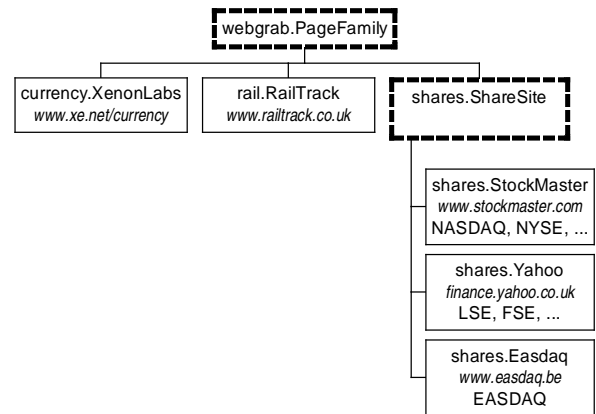 webgrab.PageFamily
currency.XenonLabs
www.xe.net/currency
rail.RailTrack
www.railtrack.co.uk
shares.ShareSite
shares.StockMaster
www.stockmaster.com
NASDAQ, NYSE, ...
shares.Yahoo
finance.yahoo.co.uk
LSE, FSE, ...
shares.Easdaq
www.easdaq.be
EASDAQ